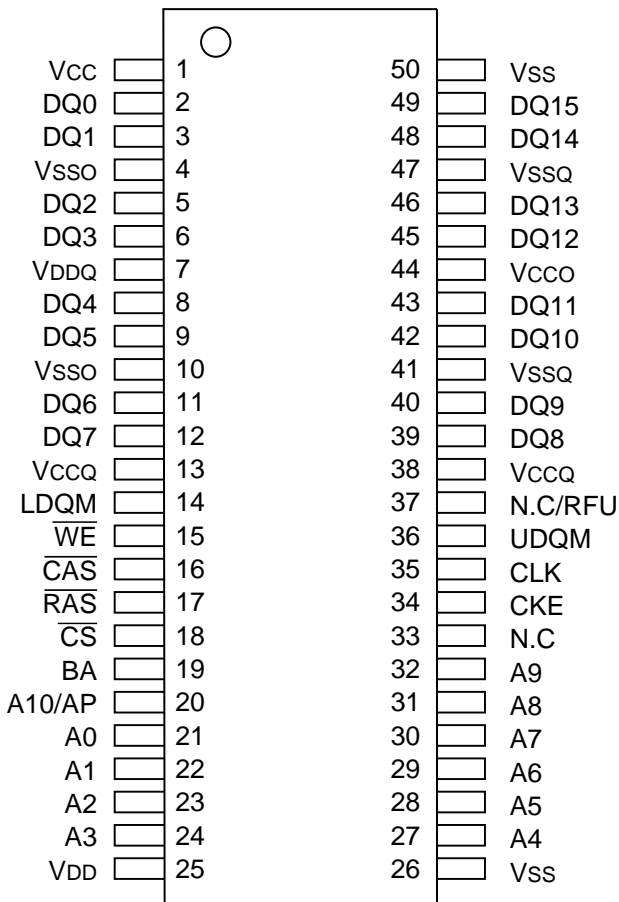 VCC 1 50 VSS
DQ0 2 49 DQ15
DQ1 3 48 DQ14
VSSO 4 47 VSSQ
DQ2 5 46 DQ13
DQ3 6 45 DQ12
VDDQ 7 44 VCCO
DQ4 8 43 DQ11
DQ5 9 42 DQ10
VSSO 10 41 VSSQ
DQ6 11 40 DQ9
DQ7 12 39 DQ8
VCCQ 13 38 VCCQ
LDQM 14 37 N.C/RFU
W̅E̅ 15 36 UDQM
C̅A̅S̅ 16 35 CLK
R̅A̅S̅ 17 34 CKE
C̅S̅ 18 33 N.C
BA 19 32 A9
A10/AP 20 31 A8
A0 21 30 A7
A1 22 29 A6
A2 23 28 A5
A3 24 27 A4
VDD 25 26 VSS